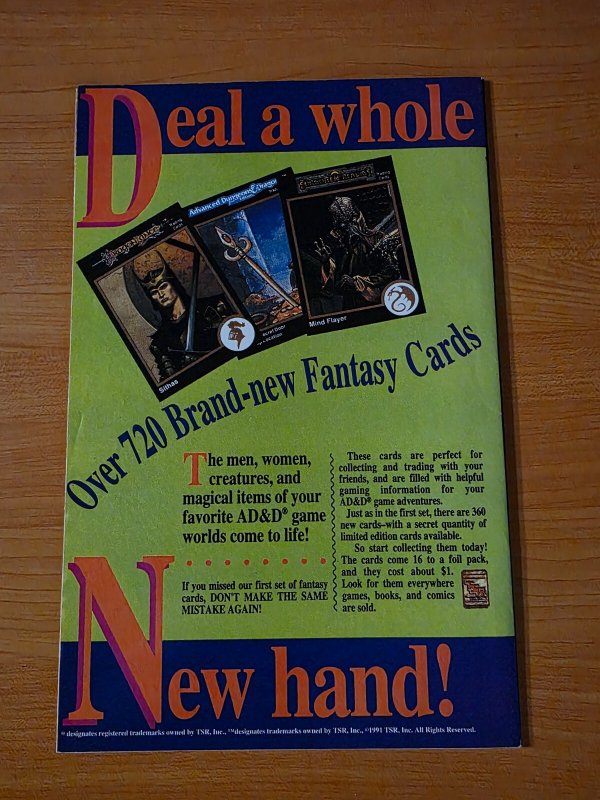 Deal a whole
Advanced Dungeons & Dragons
Trading
Cards
Trading
Cards
Sithas
Secret Door
Location
Mind Flayer
Over 720 Brand-new Fantasy Cards
The men, women,
creatures, and
magical items of your
favorite AD&D® game
worlds come to life!
If you missed our first set of fantasy
cards, DON'T MAKE THE SAME
MISTAKE AGAIN!
These cards are perfect for
collecting and trading with your
friends, and are filled with helpful
gaming information for your
AD&D® game adventures.
Just as in the first set, there are 360
new cards–with a secret quantity of
limited edition cards available.
So start collecting them today!
The cards come 16 to a foil pack,
and they cost about $1.
Look for them everywhere
games, books, and comics
are sold.
New hand!
® designates registered trademarks owned by TSR, Inc., ™designates trademarks owned by TSR, Inc., ©1991 TSR, Inc. All Rights Reserved.